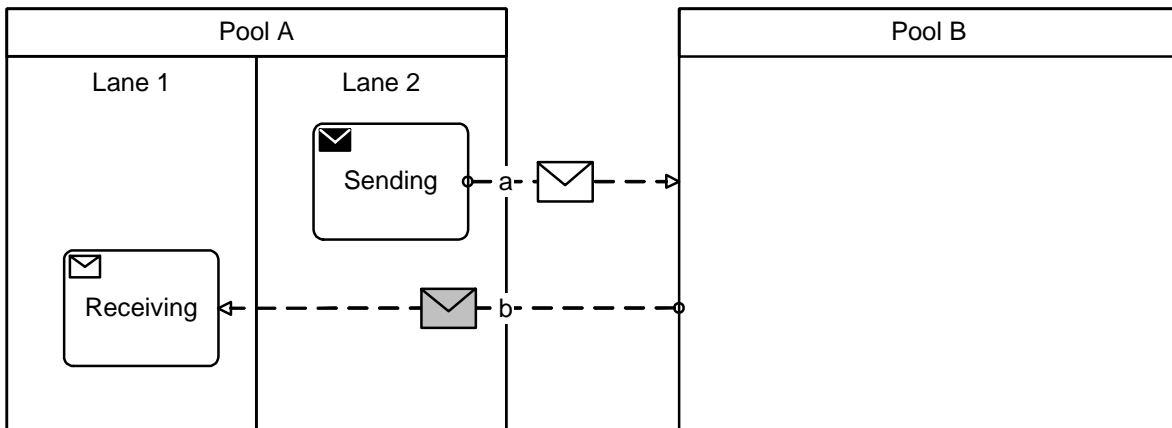 Pool A
Pool B
Lane 1
Lane 2
Sending
a
Receiving
b